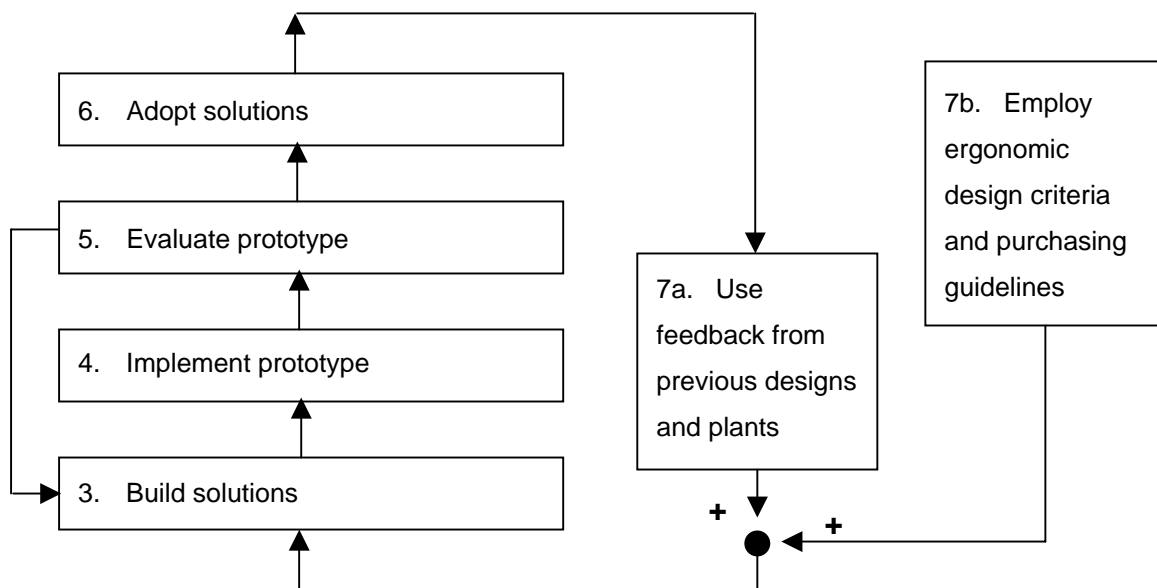 6. Adopt solutions
5. Evaluate prototype
4. Implement prototype
3. Build solutions
7a. Use
feedback from
previous designs
and plants
7b. Employ
ergonomic
design criteria
and purchasing
guidelines
+
+